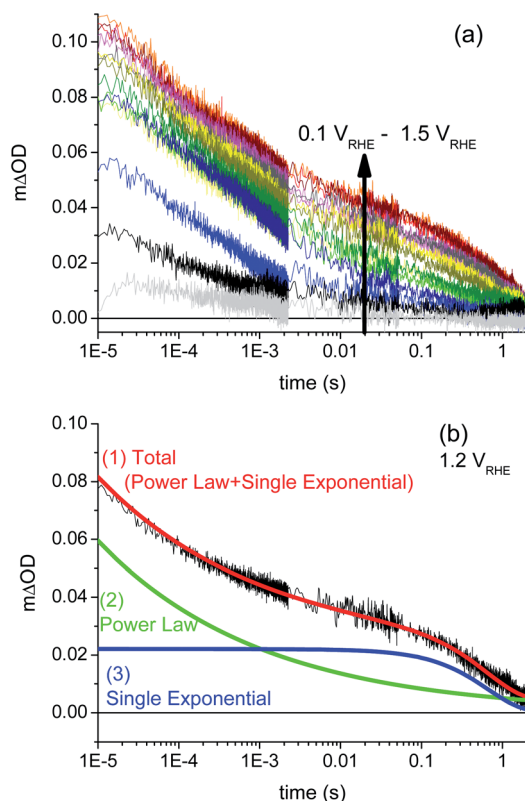 (a)
0.1 V_RHE - 1.5 V_RHE
m∆OD
0.10
0.08
0.06
0.04
0.02
0.00
1E-5 1E-4 1E-3 0.01 0.1 1
time (s)
(b)
1.2 V_RHE
(1) Total
(Power Law+Single Exponential)
(2)
Power Law
(3)
Single Exponential
m∆OD
0.10
0.08
0.06
0.04
0.02
0.00
1E-5 1E-4 1E-3 0.01 0.1 1
time (s)